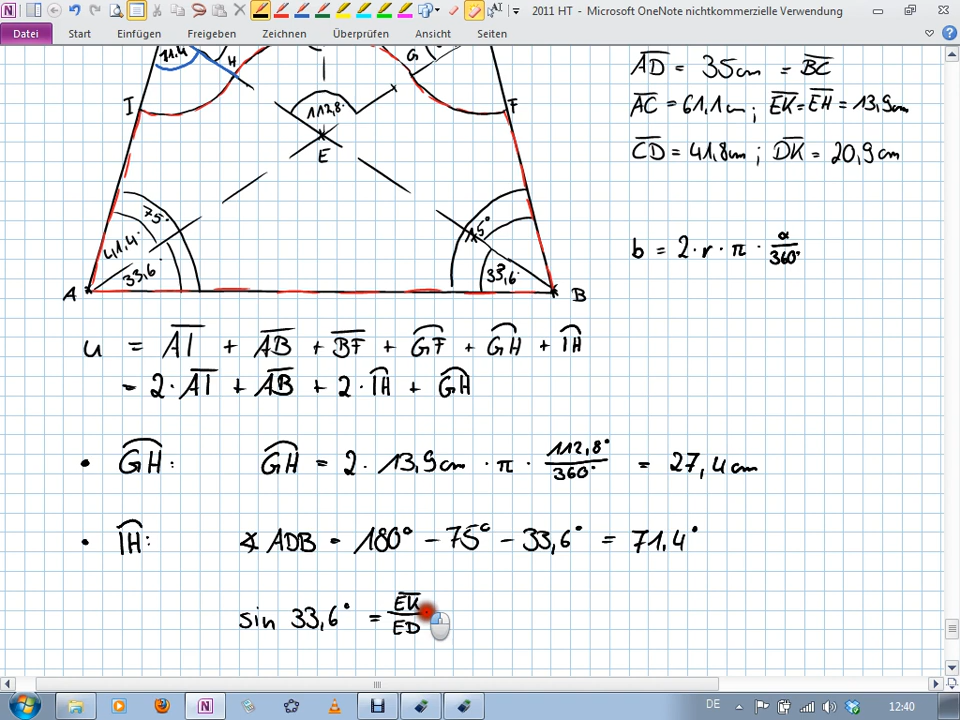 2011 HT - Microsoft OneNote nichtkommerzielle Verwendung
Datei Start Einfügen Freigeben Zeichnen Überprüfen Ansicht Seiten
71.4 H
G
I
112,8°
F
E
75°
41,4°
33,6
75°
33,6°
A
B
AD = 35cm = BC
AC = 61,1cm ; EK = EH = 13,9cm
CD = 41,8cm ; DK = 20,9cm
b = 2 · r · π · α/360°
u = AI + AB + BF + GF + GH + IH
= 2 · AI + AB + 2 · IH + GH
• GH: GH = 2 · 13,9cm · π · 112,8°/360° = 27,4cm
• IH: ∢ ADB = 180° - 75° - 33,6° = 71,4°
sin 33,6° = EK/ED
DE 12:40